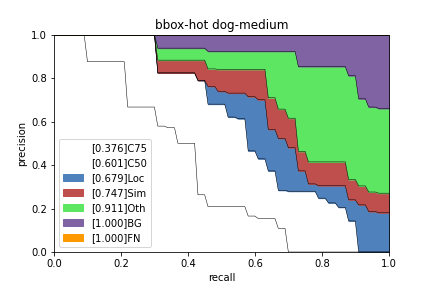 bbox-hot dog-medium
1.0
0.8
0.6
0.4
0.2
0.0
precision
[0.376]C75
[0.601]C50
[0.679]Loc
[0.747]Sim
[0.911]Oth
[1.000]BG
[1.000]FN
0.0 0.2 0.4 0.6 0.8 1.0
recall